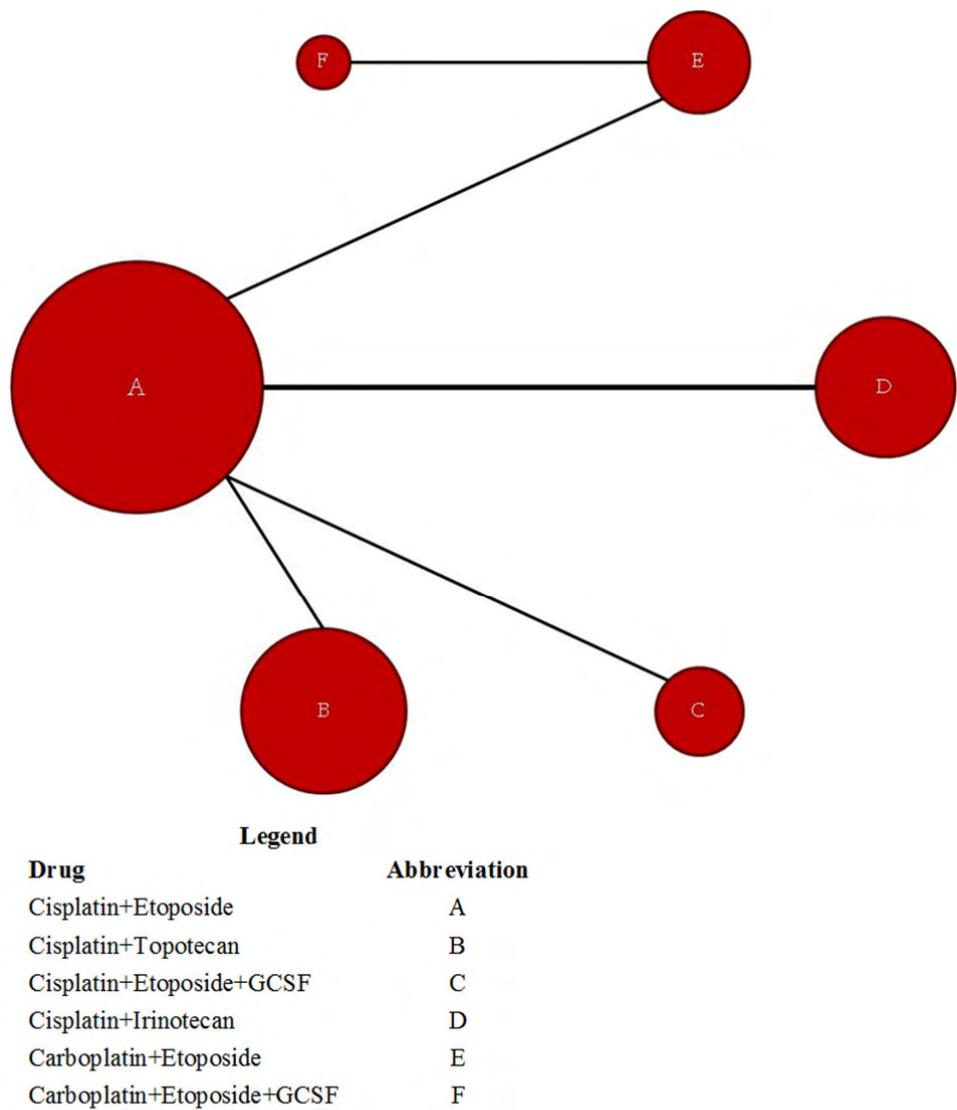 F
E
A
D
B
C
Legend
Drug Abbreviation
Cisplatin+Etoposide A
Cisplatin+Topotecan B
Cisplatin+Etoposide+GCSF C
Cisplatin+Irinotecan D
Carboplatin+Etoposide E
Carboplatin+Etoposide+GCSF F